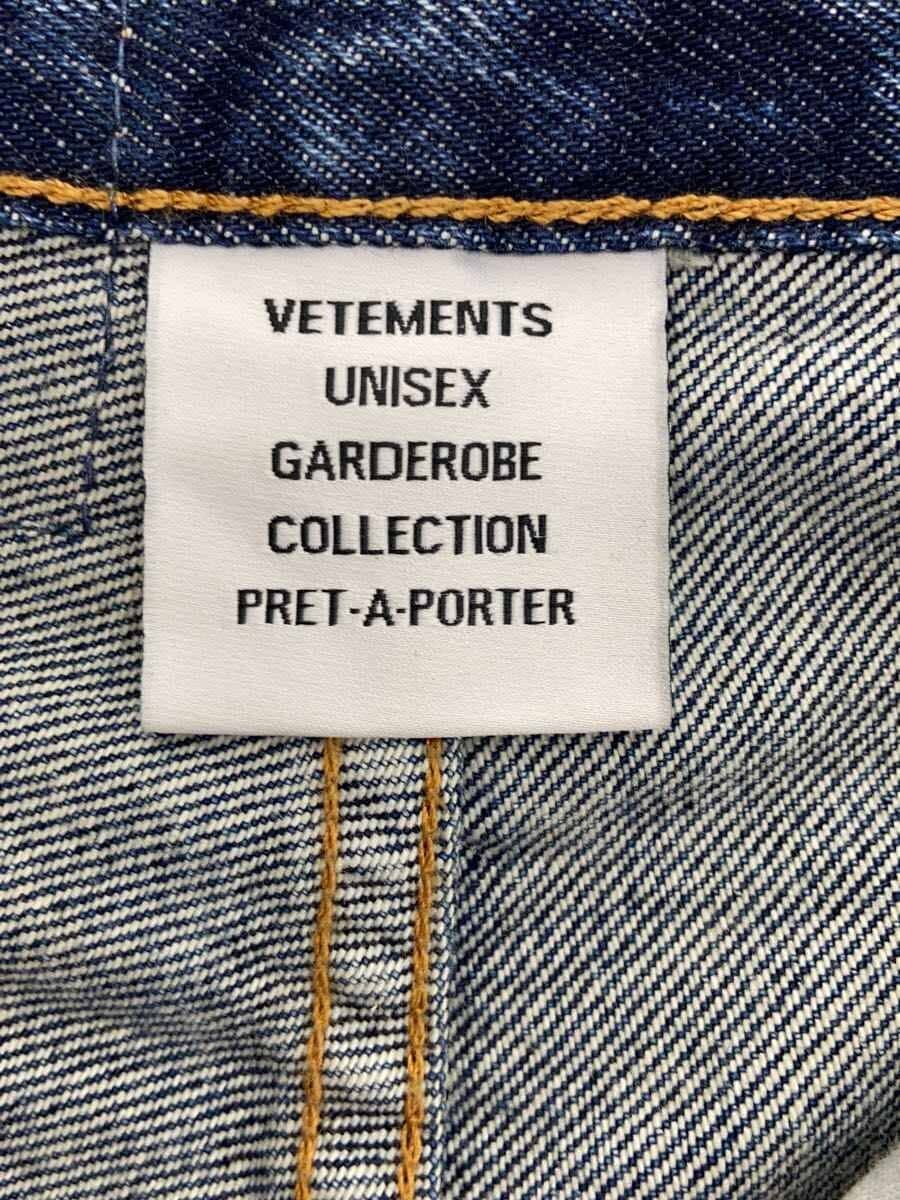 VETEMENTS
UNISEX
GARDEROBE
COLLECTION
PRET-A-PORTER